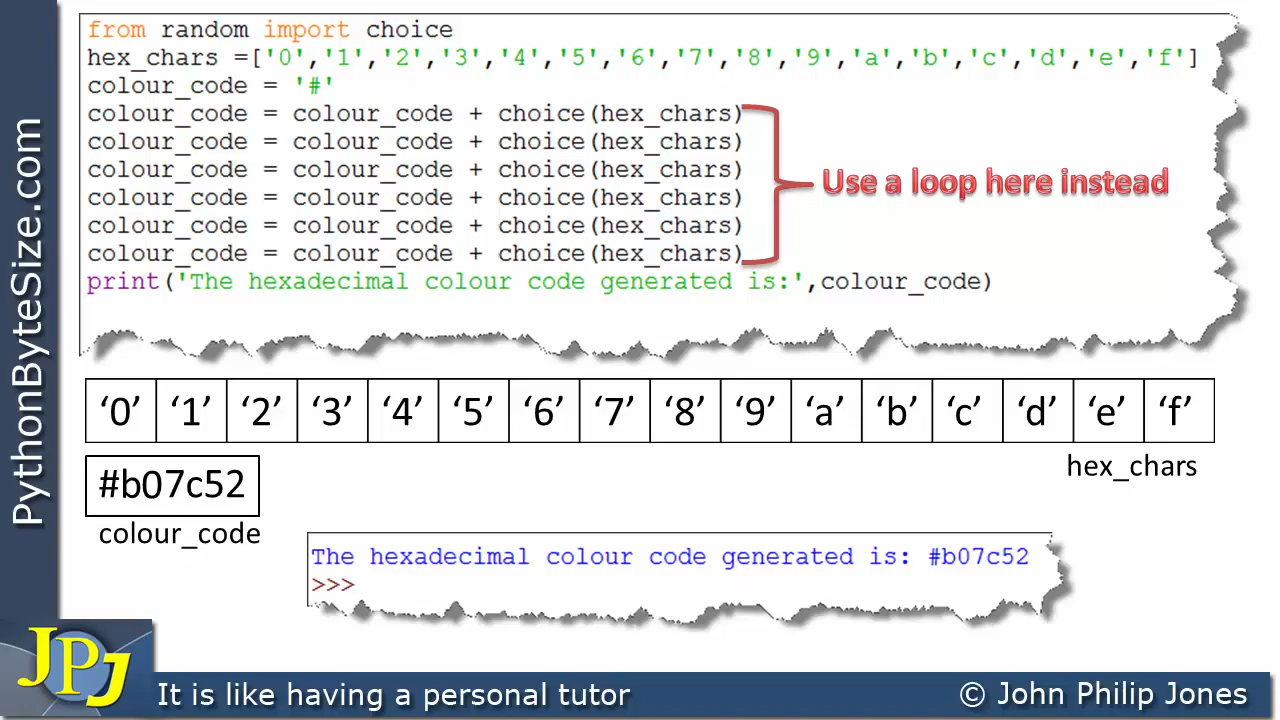 from random import choice
hex_chars =['0','1','2','3','4','5','6','7','8','9','a','b','c','d','e','f']
colour_code = '#'
colour_code = colour_code + choice(hex_chars)
colour_code = colour_code + choice(hex_chars)
colour_code = colour_code + choice(hex_chars)
colour_code = colour_code + choice(hex_chars)
colour_code = colour_code + choice(hex_chars)
colour_code = colour_code + choice(hex_chars)
print('The hexadecimal colour code generated is:',colour_code)
Use a loop here instead
‘0’ ‘1’ ‘2’ ‘3’ ‘4’ ‘5’ ‘6’ ‘7’ ‘8’ ‘9’ ‘a’ ‘b’ ‘c’ ‘d’ ‘e’ ‘f’
hex_chars
#b07c52
colour_code
The hexadecimal colour code generated is: #b07c52
>>>
PythonByteSize.com
JPJ
It is like having a personal tutor
© John Philip Jones